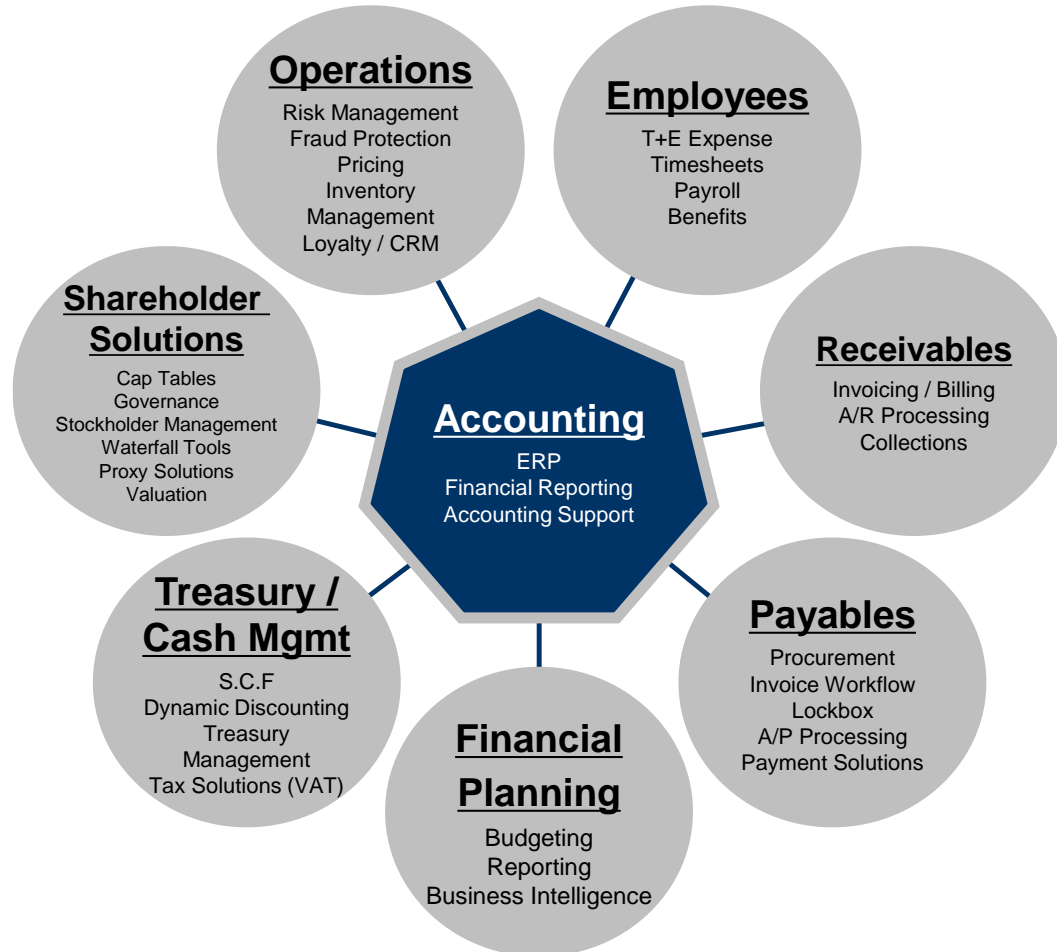 Operations
Risk Management
Fraud Protection
Pricing
Inventory
Management
Loyalty / CRM
Employees
T+E Expense
Timesheets
Payroll
Benefits
Shareholder
Solutions
Cap Tables
Governance
Stockholder Management
Waterfall Tools
Proxy Solutions
Valuation
Accounting
ERP
Financial Reporting
Accounting Support
Receivables
Invoicing / Billing
A/R Processing
Collections
Treasury /
Cash Mgmt
S.C.F
Dynamic Discounting
Treasury
Management
Tax Solutions (VAT)
Financial
Planning
Budgeting
Reporting
Business Intelligence
Payables
Procurement
Invoice Workflow
Lockbox
A/P Processing
Payment Solutions